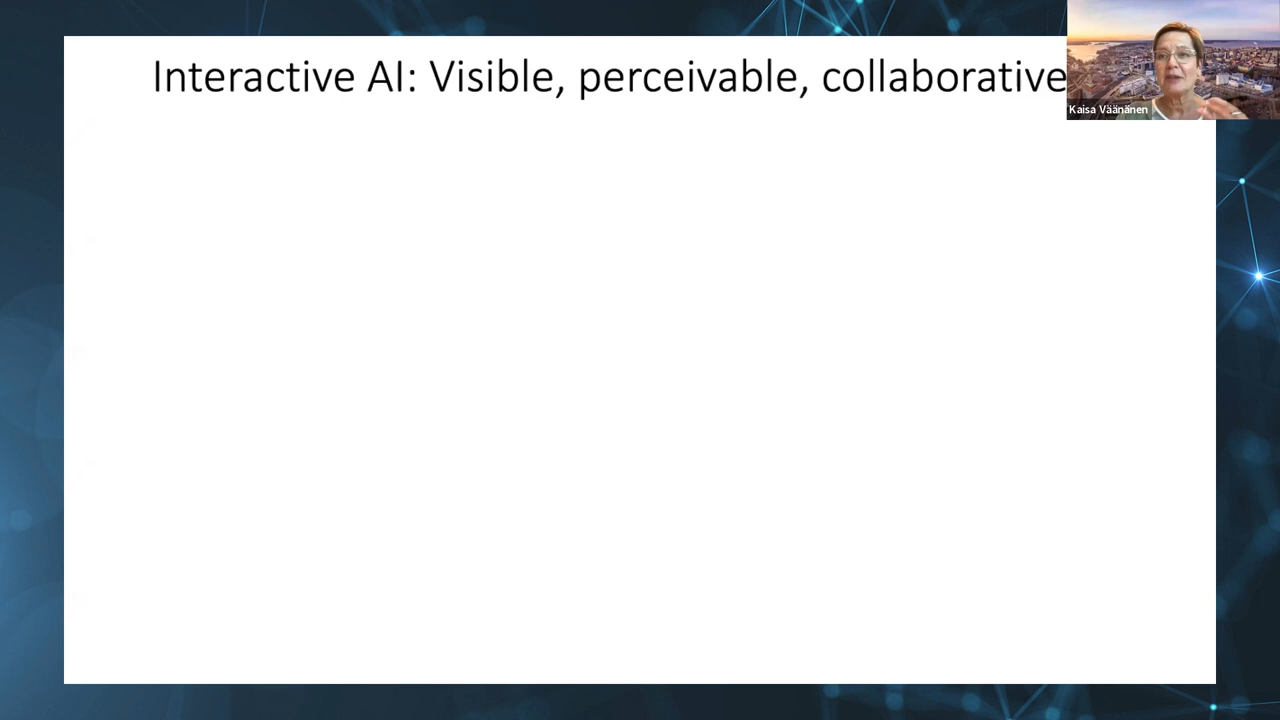 Interactive AI: Visible, perceivable, collaborative
Kaisa Väänänen